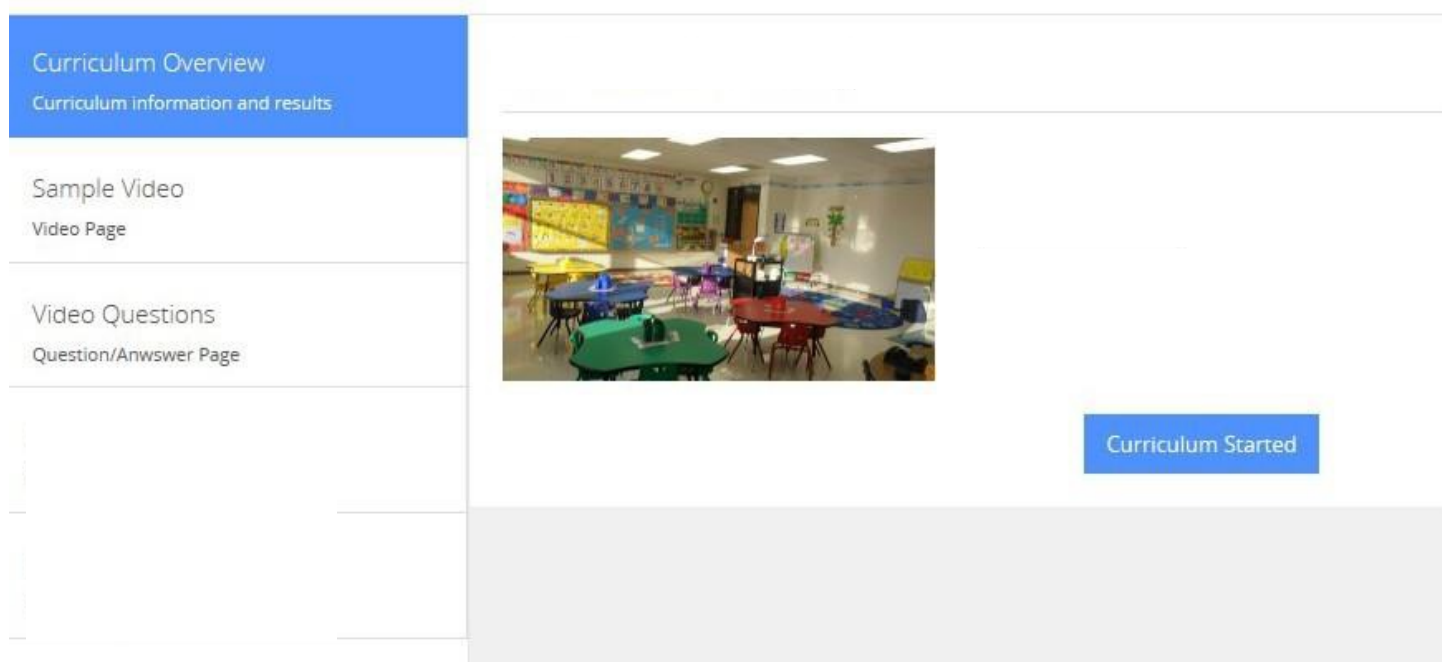 Curriculum Overview
Curriculum information and results
Sample Video
Video Page
Video Questions
Question/Anwswer Page
Curriculum Started